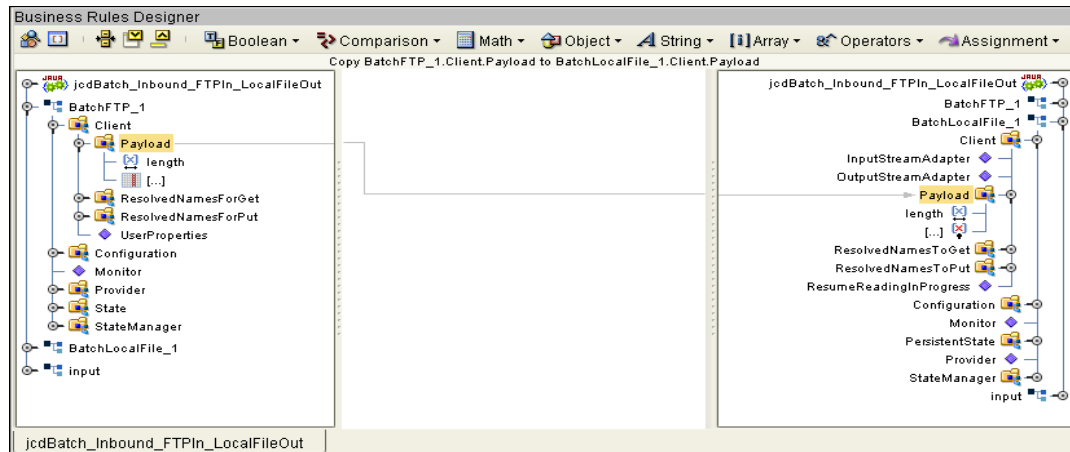 Business Rules Designer
Boolean Comparison Math Object String [i] Array Operators Assignment
Copy BatchFTP_1.Client.Payload to BatchLocalFile_1.Client.Payload
JAVA jcdBatch_Inbound_FTPIn_LocalFileOut
BatchFTP_1
Client
Payload
length
[...]
ResolvedNamesForGet
ResolvedNamesForPut
UserProperties
Configuration
Monitor
Provider
State
StateManager
BatchLocalFile_1
input
jcdBatch_Inbound_FTPIn_LocalFileOut JAVA
BatchFTP_1
BatchLocalFile_1
Client
InputStreamAdapter
OutputStreamAdapter
Payload
length
[...]
ResolvedNamesToGet
ResolvedNamesToPut
ResumeReadingInProgress
Configuration
Monitor
PersistentState
Provider
StateManager
input
jcdBatch_Inbound_FTPIn_LocalFileOut